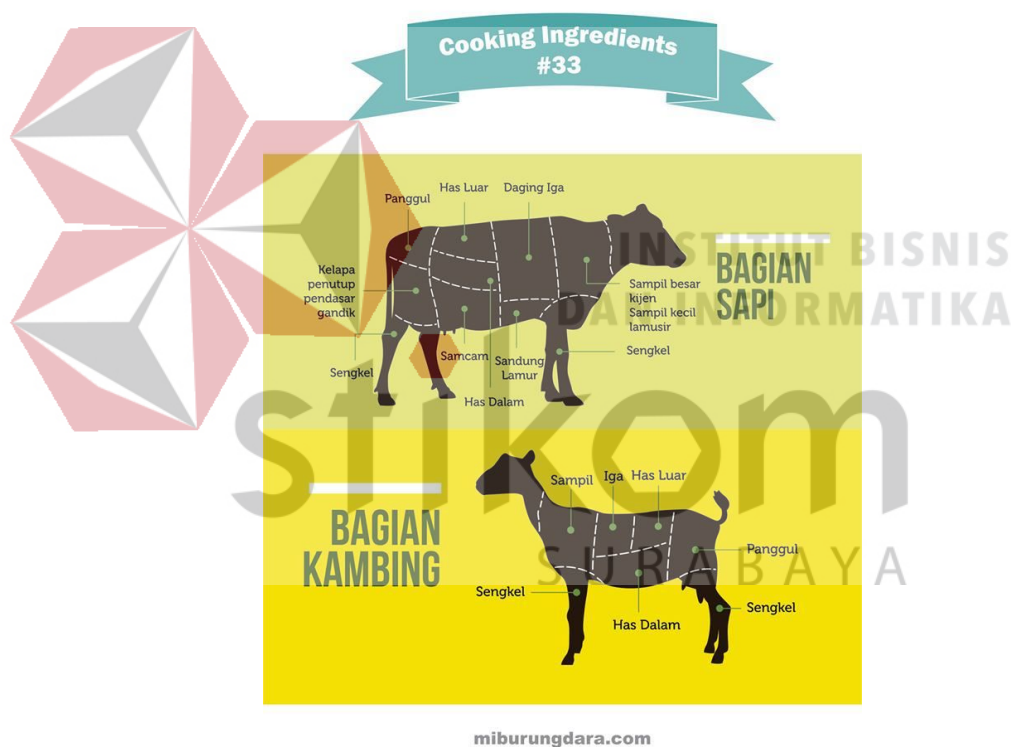 Cooking Ingredients
#33
Has Luar
Daging Iga
Panggul
Kelapa
penutup
pendasar
gandik
Sampil besar
kijen
Sampil kecil
lamusir
Sengkel
Sengkel
Samcam
Sandung
Lamur
Has Dalam
BAGIAN
SAPI
INSTITUT BISNIS
DAN INFORMATIKA
stikom
SURABAYA
BAGIAN
KAMBING
Sampil
Iga
Has Luar
Panggul
Sengkel
Sengkel
Has Dalam
miburungdara.com